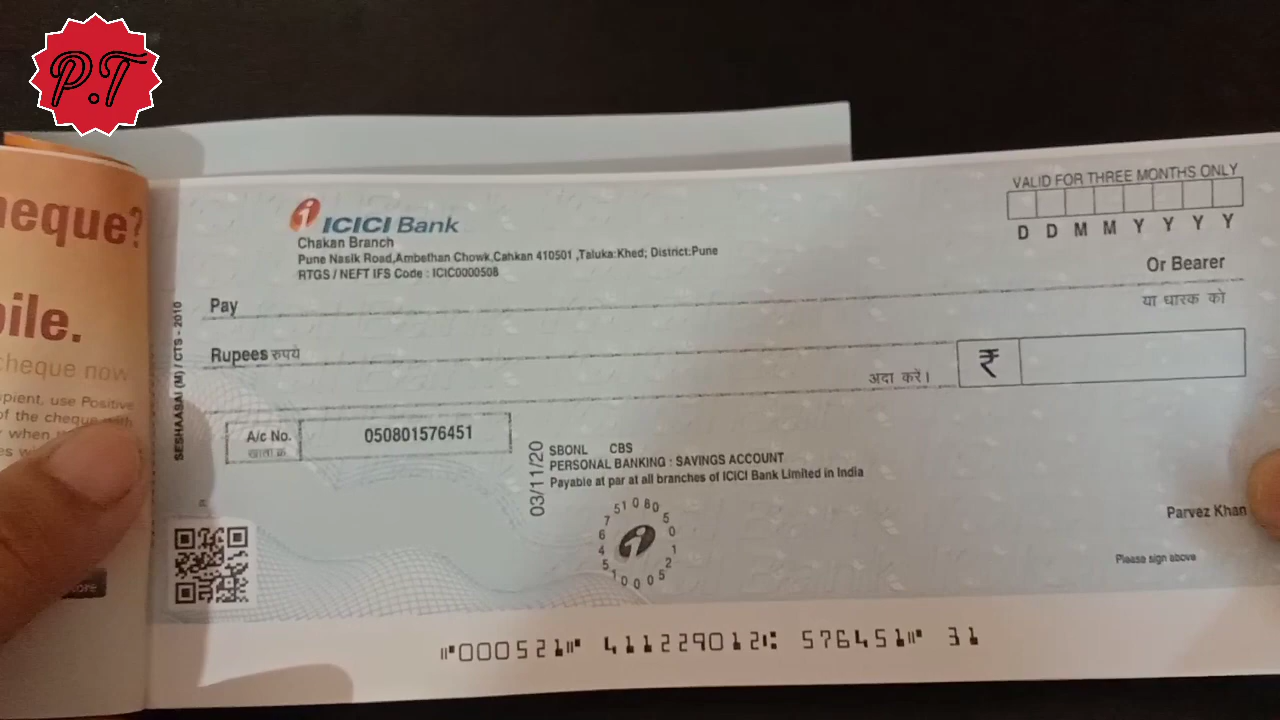 P.T
heque?
bile.
cheque now
pient, use Positive
of the cheque with
when
ICICI Bank
Chakan Branch
Pune Nasik Road,Ambethan Chowk,Cahkan 410501 ,Taluka:Khed; District:Pune
RTGS / NEFT IFS Code : ICIC0000508
VALID FOR THREE MONTHS ONLY
D D M M Y Y Y Y
Pay
Or Bearer
या धारक को
Rupees रुपये
अदा करें।
₹
SESHAASAI (M) / CTS - 2010
A/c No.
खाता क्र
050801576451
03/11/20
SBONL CBS
PERSONAL BANKING : SAVINGS ACCOUNT
Payable at par at all branches of ICICI Bank Limited in India
Parvez Khan
Please sign above
⑈000521⑈ 411229012⑆ 576451⑈ 31